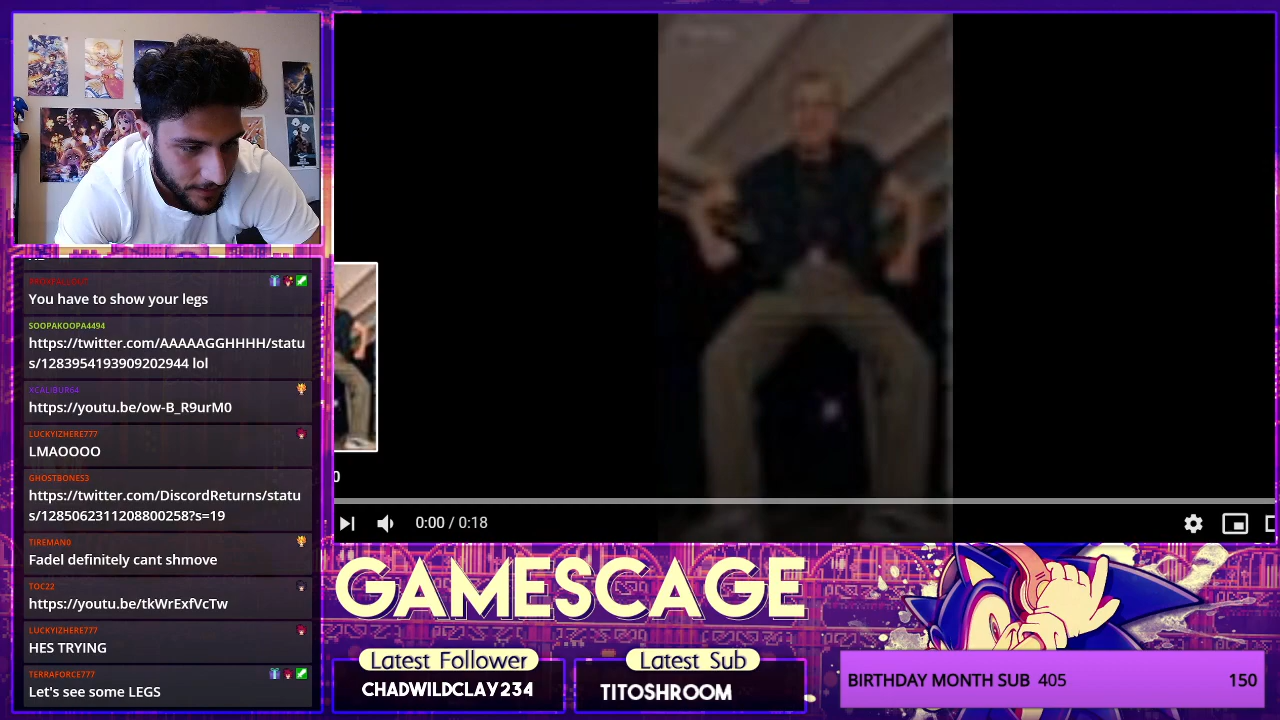 You have to show your legs
SOOPAKOOPA4494
https://twitter.com/AAAAAGGHHHH/statu
s/1283954193909202944 lol
XCALIBUR64
https://youtu.be/ow-B_R9urM0
LUCKYIZHERE777
LMAOOOO
GHOSTBONES3
https://twitter.com/DiscordReturns/statu
s/1285062311208800258?s=19
TIREMAN0
Fadel definitely cant shmove
TOC22
https://youtu.be/tkWrExfVcTw
LUCKYIZHERE777
HES TRYING
TERRAFORCE777
Let's see some LEGS
0:00 / 0:18
GAMESCAGE
Latest Follower
CHADWILDCLAY234
Latest Sub
TITOSHROOM
BIRTHDAY MONTH SUB 405 150